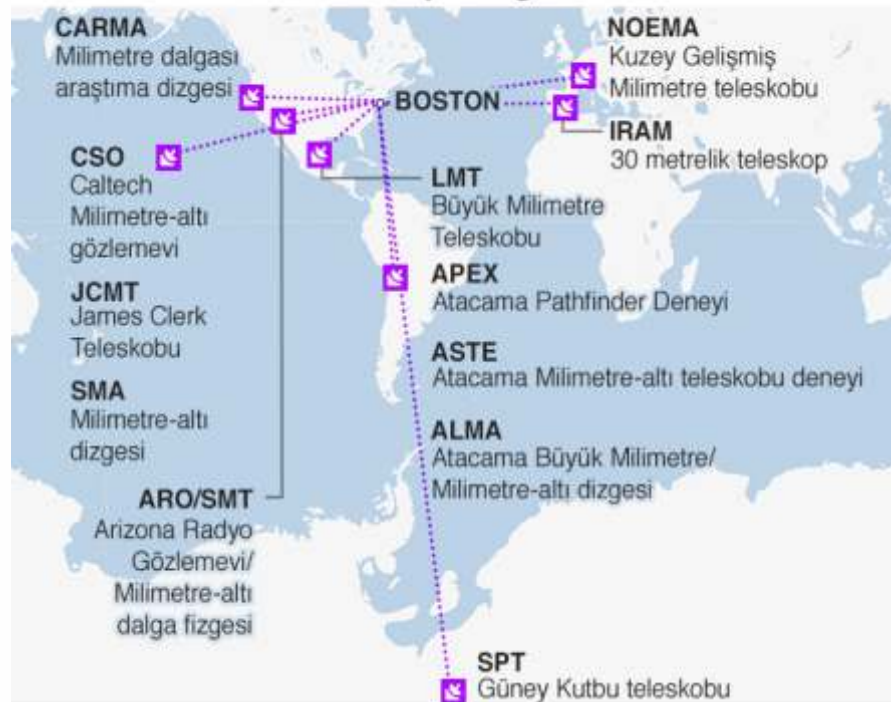 CARMA
Milimetre dalgası
araştıma dizgesi
NOEMA
Kuzey Gelişmiş
Milimetre teleskobu
BOSTON
IRAM
30 metrelik teleskop
CSO
Caltech
Milimetre-altı
gözlemevi
LMT
Büyük Milimetre
Teleskobu
JCMT
James Clerk
Teleskobu
APEX
Atacama Pathfinder Deneyi
SMA
Milimetre-altı
dizgesi
ASTE
Atacama Milimetre-altı teleskobu deneyi
ALMA
Atacama Büyük Milimetre/
Milimetre-altı dizgesi
ARO/SMT
Arizona Radyo
Gözlemevi/
Milimetre-altı
dalga fizgesi
SPT
Güney Kutbu teleskobu